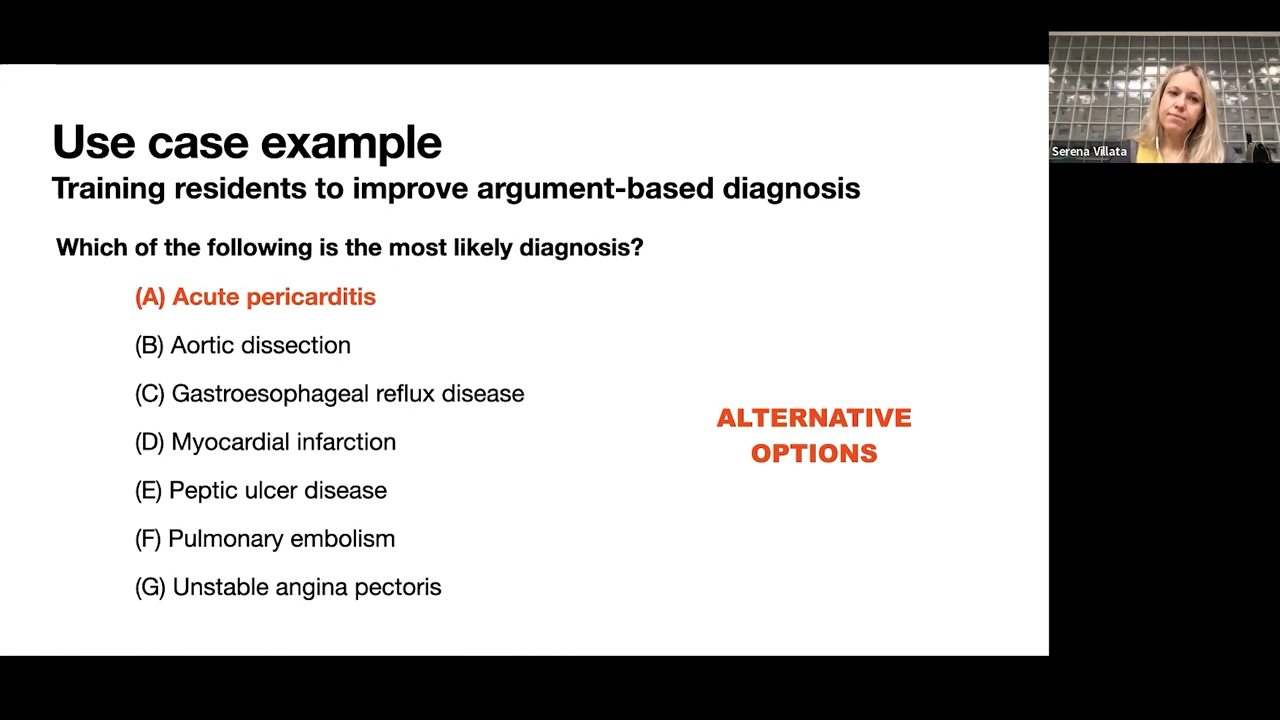 Use case example
Training residents to improve argument-based diagnosis
Which of the following is the most likely diagnosis?
(A) Acute pericarditis
(B) Aortic dissection
(C) Gastroesophageal reflux disease
(D) Myocardial infarction
(E) Peptic ulcer disease
(F) Pulmonary embolism
(G) Unstable angina pectoris
ALTERNATIVE
OPTIONS
Serena Villata